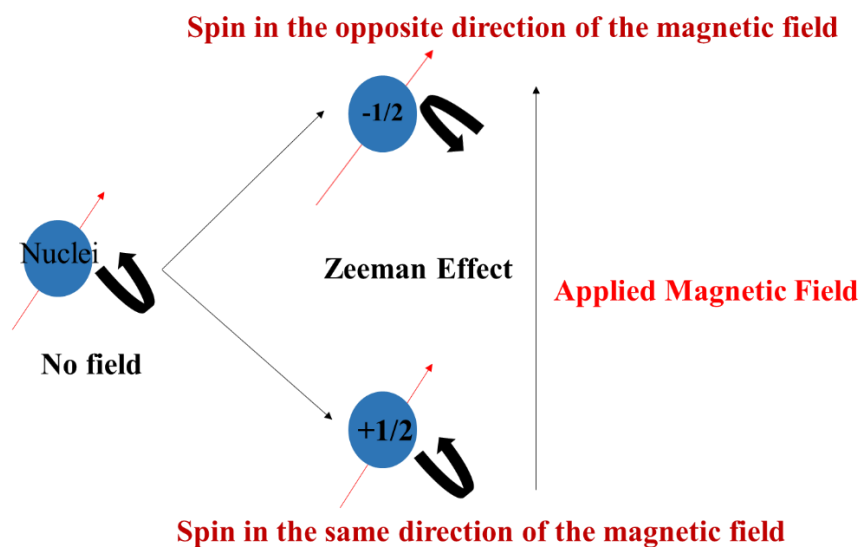 Spin in the opposite direction of the magnetic field
-1/2
Nuclei
Zeeman Effect
Applied Magnetic Field
No field
+1/2
Spin in the same direction of the magnetic field